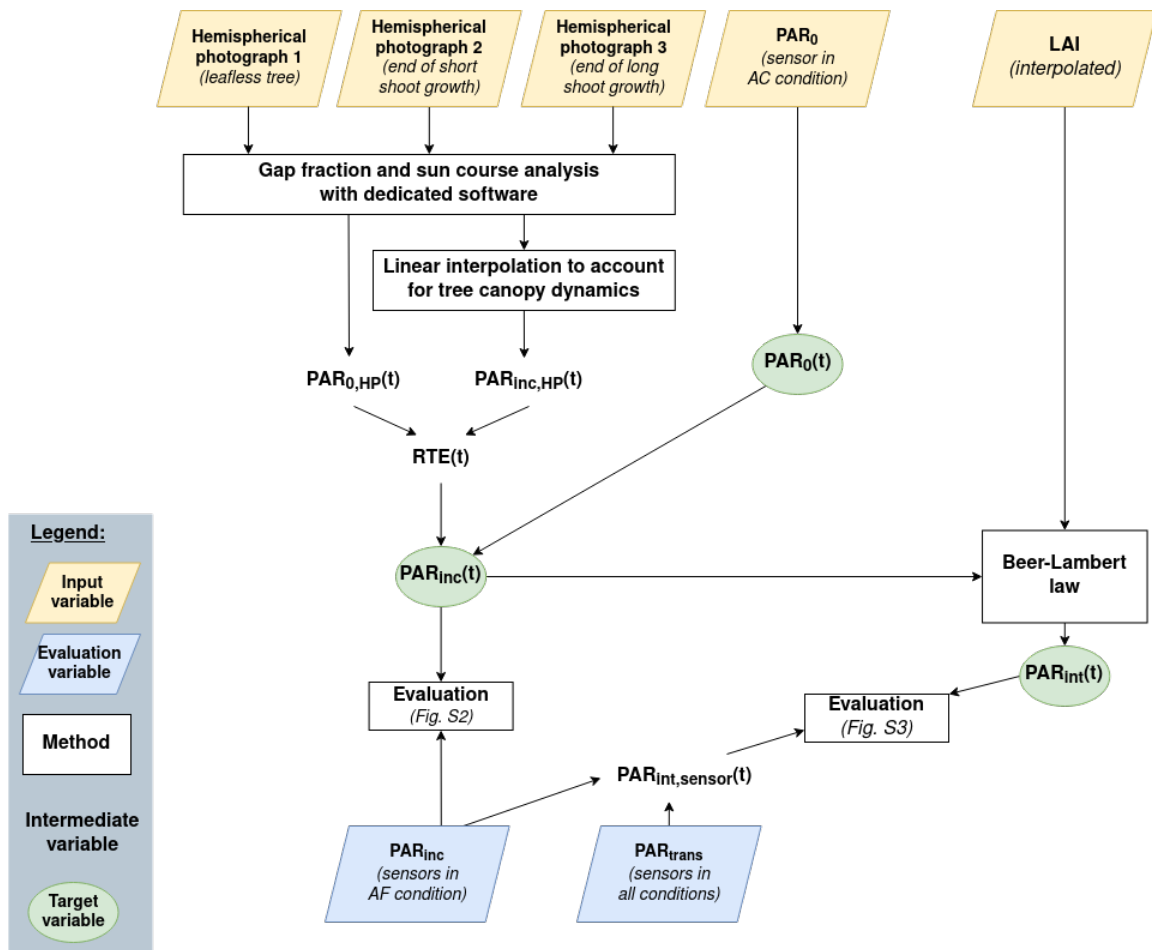 Hemispherical
photograph 1
(leafless tree)
Hemispherical
photograph 2
(end of short
shoot growth)
Hemispherical
photograph 3
(end of long
shoot growth)
PAR0
(sensor in
AC condition)
LAI
(interpolated)
Gap fraction and sun course analysis
with dedicated software
Linear interpolation to account
for tree canopy dynamics
PAR0(t)
PAR0,HP(t)
PARinc,HP(t)
RTE(t)
Legend:
Input
variable
Evaluation
variable
Method
Intermediate
variable
Target
variable
PARinc(t)
Beer-Lambert
law
PARint(t)
Evaluation
(Fig. S2)
Evaluation
(Fig. S3)
PARint,sensor(t)
PARinc
(sensors in
AF condition)
PARtrans
(sensors in
all conditions)